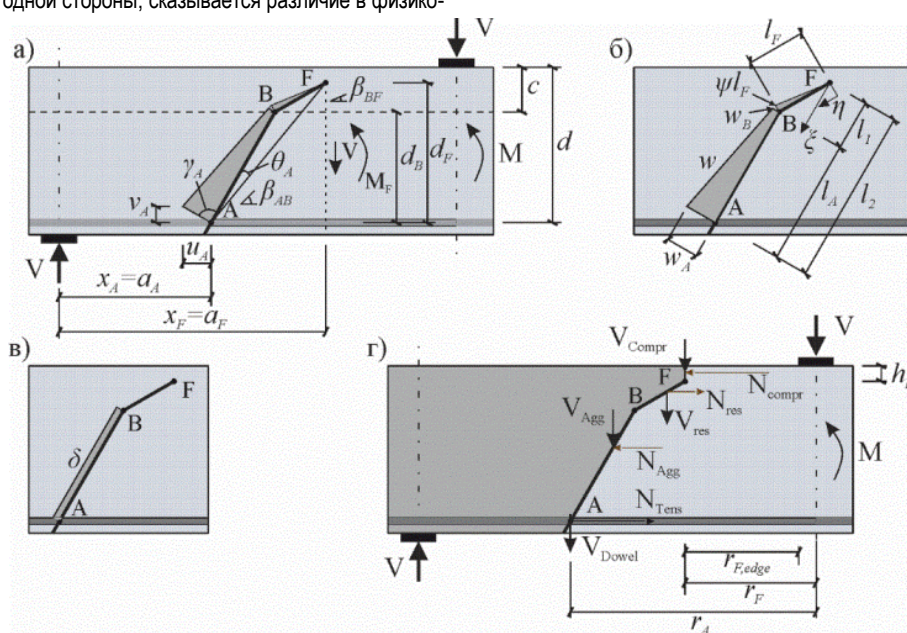 одной стороны, сказывается различие в физико-
а)
V
F
B
∡β_BF
c
θ_A
V
M_F
d_B
d_F
d
M
γ_A
∡β_AB
v_A
A
u_A
V
x_A=a_A
x_F=a_F
б)
l_F
ψl_F
F
η
w_B
B
ξ
l_1
w
l_A
l_2
A
w_A
в)
F
B
δ
A
г)
V_Compr
V
F
N_compr
B
N_res
V_Agg
V_res
M
N_Agg
A
N_Tens
V_Dowel
V
r_F,edge
r_F
r_A